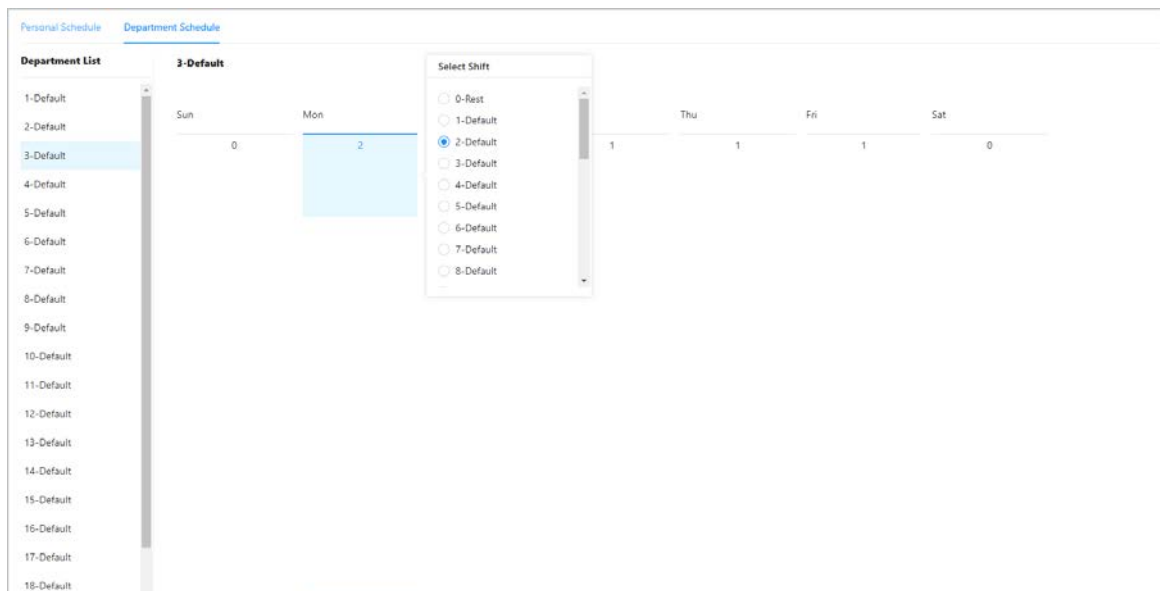 Personal Schedule Department Schedule
Department List
1-Default
2-Default
3-Default
4-Default
5-Default
6-Default
7-Default
8-Default
9-Default
10-Default
11-Default
12-Default
13-Default
14-Default
15-Default
16-Default
17-Default
18-Default
3-Default
Sun Mon Thu Fri Sat
0 2 1 1 1 0
Select Shift
0-Rest
1-Default
2-Default
3-Default
4-Default
5-Default
6-Default
7-Default
8-Default